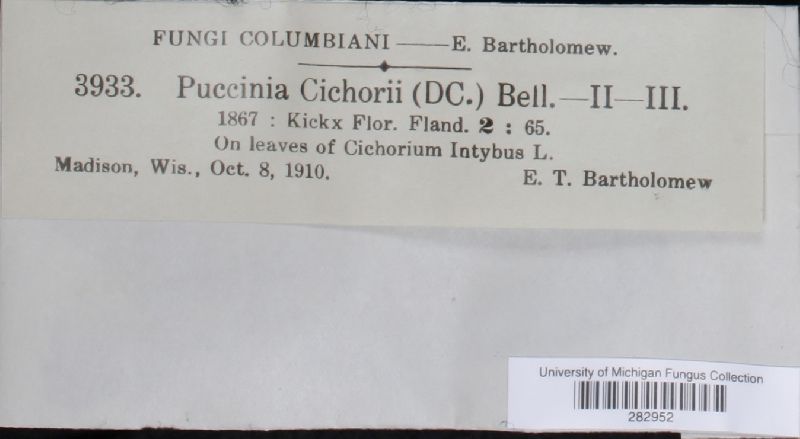 FUNGI COLUMBIANI —— E. Bartholomew.
3933. Puccinia Cichorii (DC.) Bell.—II—III.
1867 : Kickx Flor. Fland. 2 : 65.
On leaves of Cichorium Intybus L.
Madison, Wis., Oct. 8, 1910. E. T. Bartholomew
University of Michigan Fungus Collection
282952